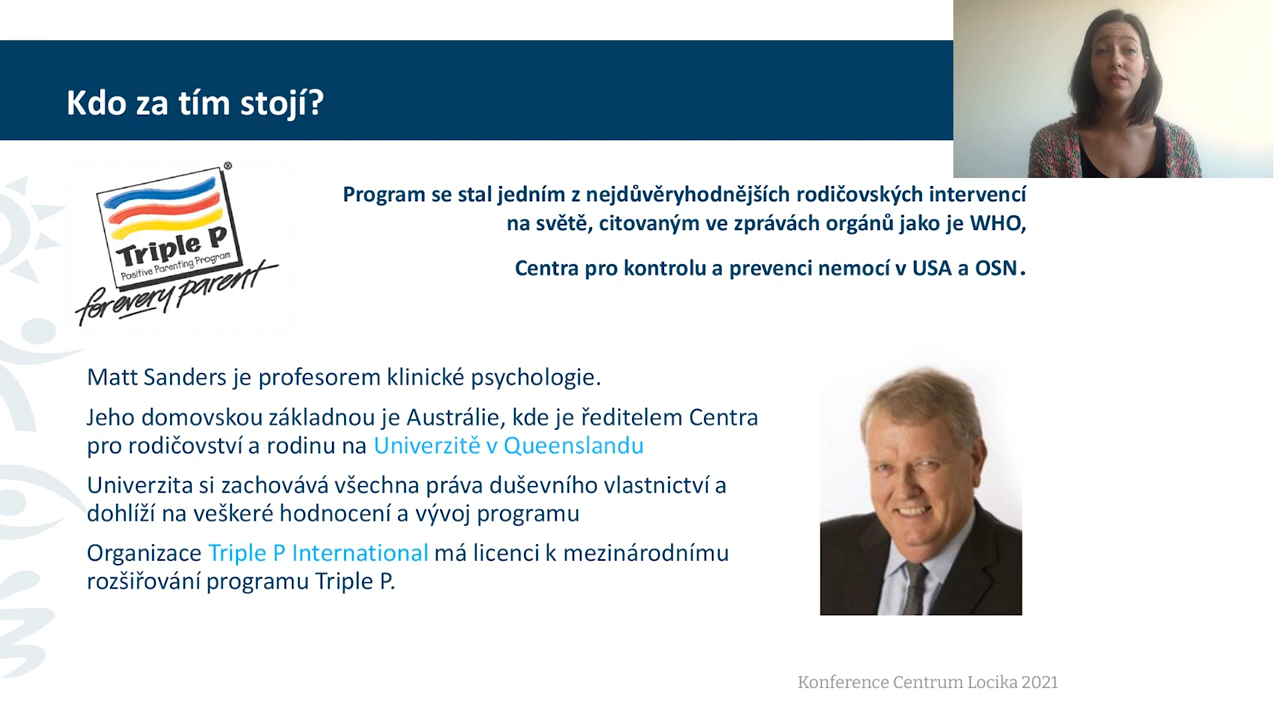 Kdo za tím stojí?
®
Triple P
Positive Parenting Program
for every parent
Program se stal jedním z nejdůvěryhodnějších rodičovských intervencí
na světě, citovaným ve zprávách orgánů jako je WHO,
Centra pro kontrolu a prevenci nemocí v USA a OSN.
Matt Sanders je profesorem klinické psychologie.
Jeho domovskou základnou je Austrálie, kde je ředitelem Centra
pro rodičovství a rodinu na Univerzitě v Queenslandu
Univerzita si zachovává všechna práva duševního vlastnictví a
dohlíží na veškeré hodnocení a vývoj programu
Organizace Triple P International má licenci k mezinárodnímu
rozšiřování programu Triple P.
Konference Centrum Locika 2021